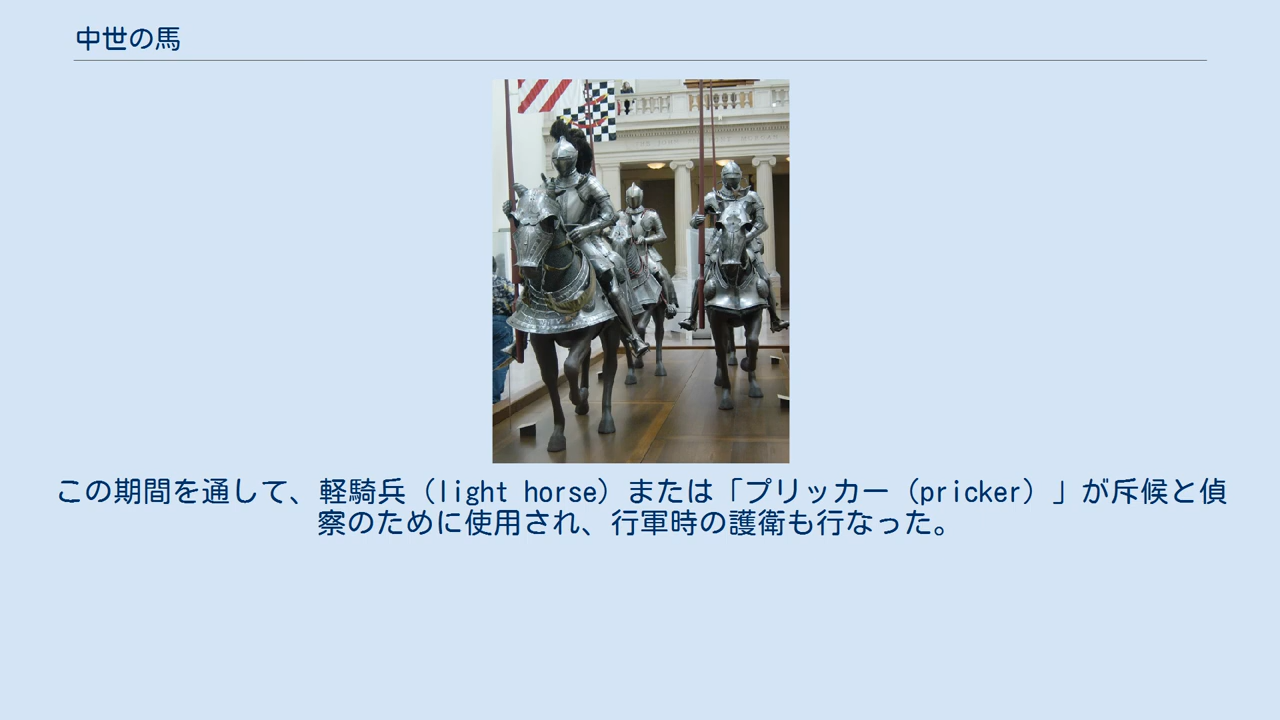 中世の馬
この期間を通して、軽騎兵（light horse）または「プリッカー（pricker）」が斥候と偵
察のために使用され、行軍時の護衛も行なった。